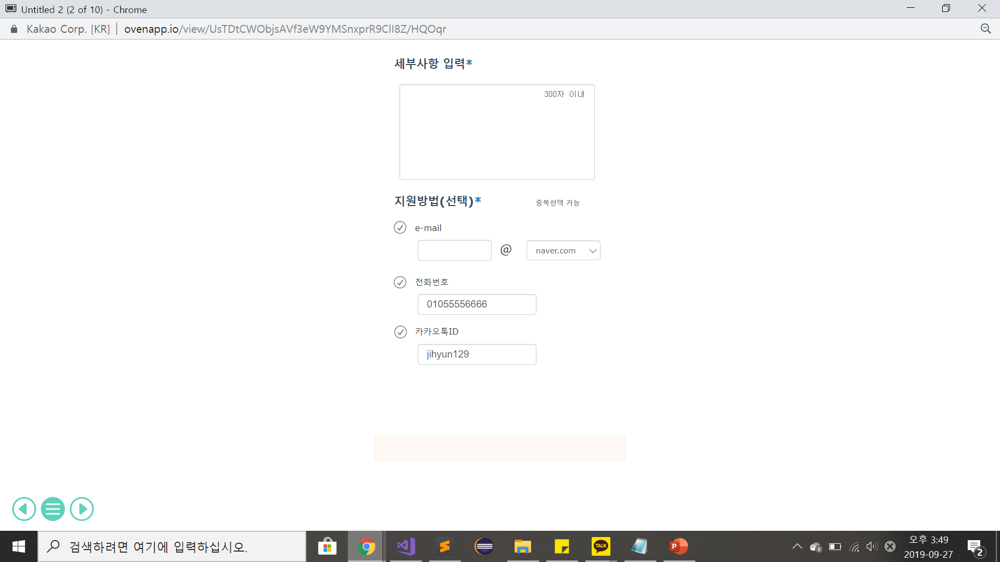 Untitled 2 (2 of 10) - Chrome
Kakao Corp. [KR] | ovenapp.io/view/UsTDtCWObjsAVf3eW9YMSnxprR9ClI8Z/HQOqr
세부사항 입력*
300자 이내
지원방법(선택)* 중복선택 가능
e-mail
@ naver.com
전화번호
01055556666
카카오톡ID
jihyun129
검색하려면 여기에 입력하십시오.
TALK
P
오후 3:49
2019-09-27
2